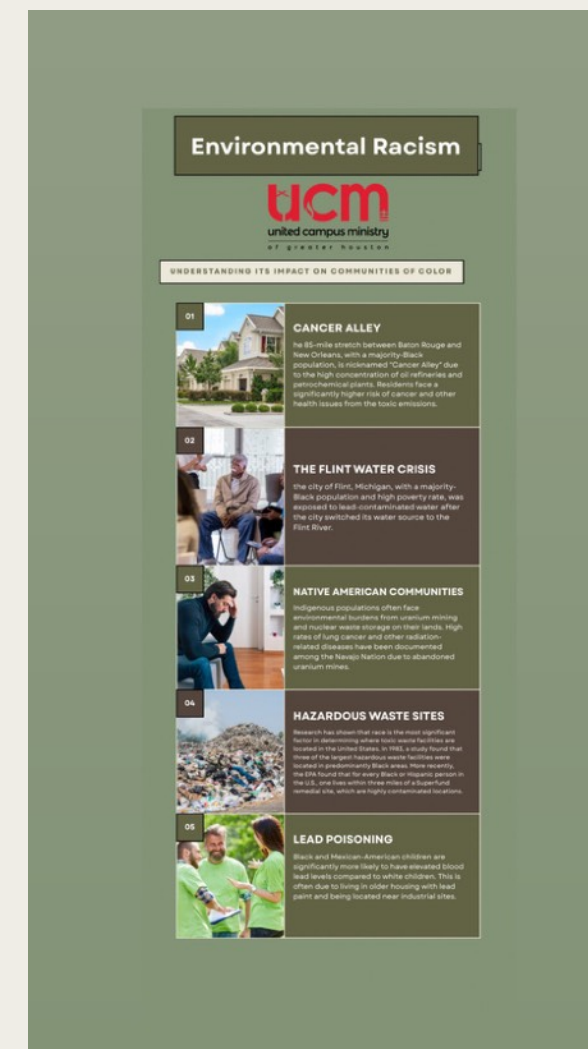 Environmental Racism
ucm
united campus ministry
of greater houston
UNDERSTANDING ITS IMPACT ON COMMUNITIES OF COLOR
01
CANCER ALLEY
he 85-mile stretch between Baton Rouge and
New Orleans, with a majority-Black
population, is nicknamed "Cancer Alley" due
to the high concentration of oil refineries and
petrochemical plants. Residents face a
significantly higher risk of cancer and other
health issues from the toxic emissions.
02
THE FLINT WATER CRISIS
the city of Flint, Michigan, with a majority-
Black population and high poverty rate, was
exposed to lead-contaminated water after
the city switched its water source to the
Flint River.
03
NATIVE AMERICAN COMMUNITIES
Indigenous populations often face
environmental burdens from uranium mining
and nuclear waste storage on their lands. High
rates of lung cancer and other radiation-
related diseases have been documented
among the Navajo Nation due to abandoned
uranium mines.
04
HAZARDOUS WASTE SITES
Research has shown that race is the most significant
factor in determining where toxic waste facilities are
located in the United States. In 1983, a study found that
three of the largest hazardous waste facilities were
located in predominantly Black areas. More recently,
the EPA found that for every Black or Hispanic person in
the U.S., one lives within three miles of a Superfund
remedial site, which are highly contaminated locations.
05
LEAD POISONING
Black and Mexican-American children are
significantly more likely to have elevated blood
lead levels compared to white children. This is
often due to living in older housing with lead
paint and being located near industrial sites.